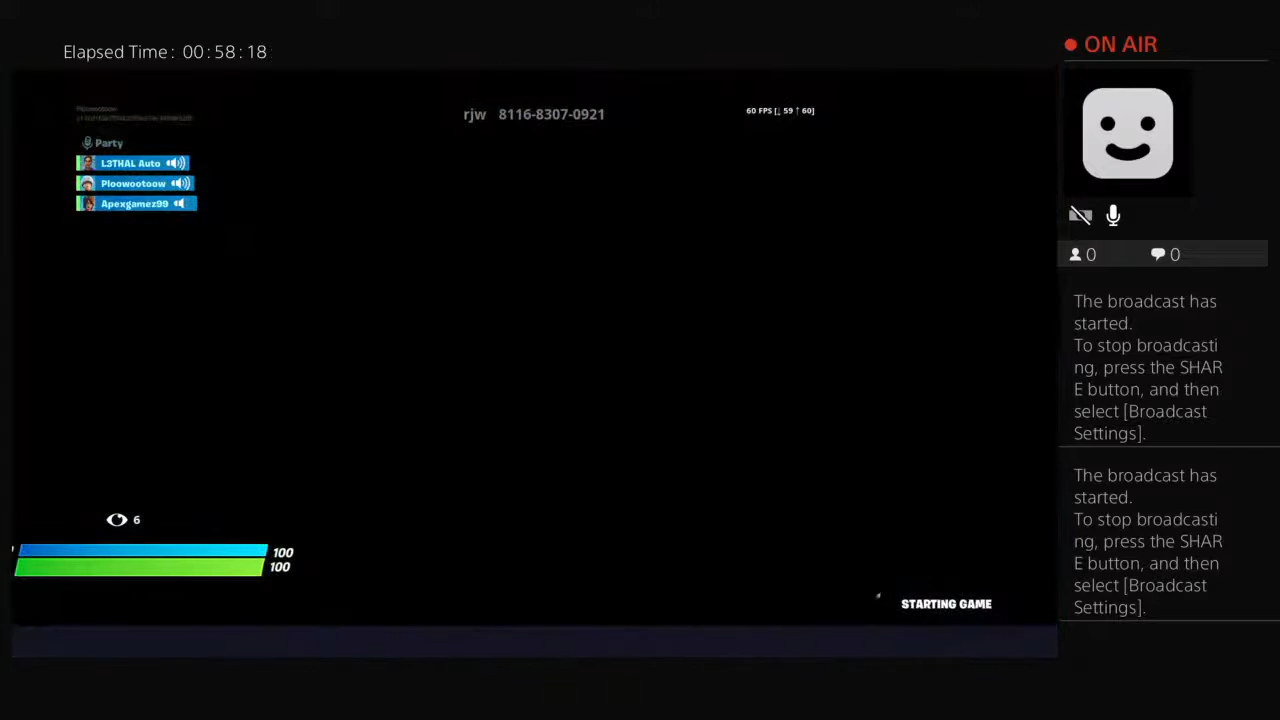 Elapsed Time: 00:58:18
ON AIR
rjw 8116-8307-0921
60 FPS [↓ 59 ↑ 60]
Ploowootoow
Party
L3THAL Auto
Ploowootoow
Apexgamez99
0
0
The broadcast has
started.
To stop broadcasti
ng, press the SHAR
E button, and then
select [Broadcast
Settings].
The broadcast has
started.
To stop broadcasti
ng, press the SHAR
E button, and then
select [Broadcast
Settings].
6
100
100
STARTING GAME